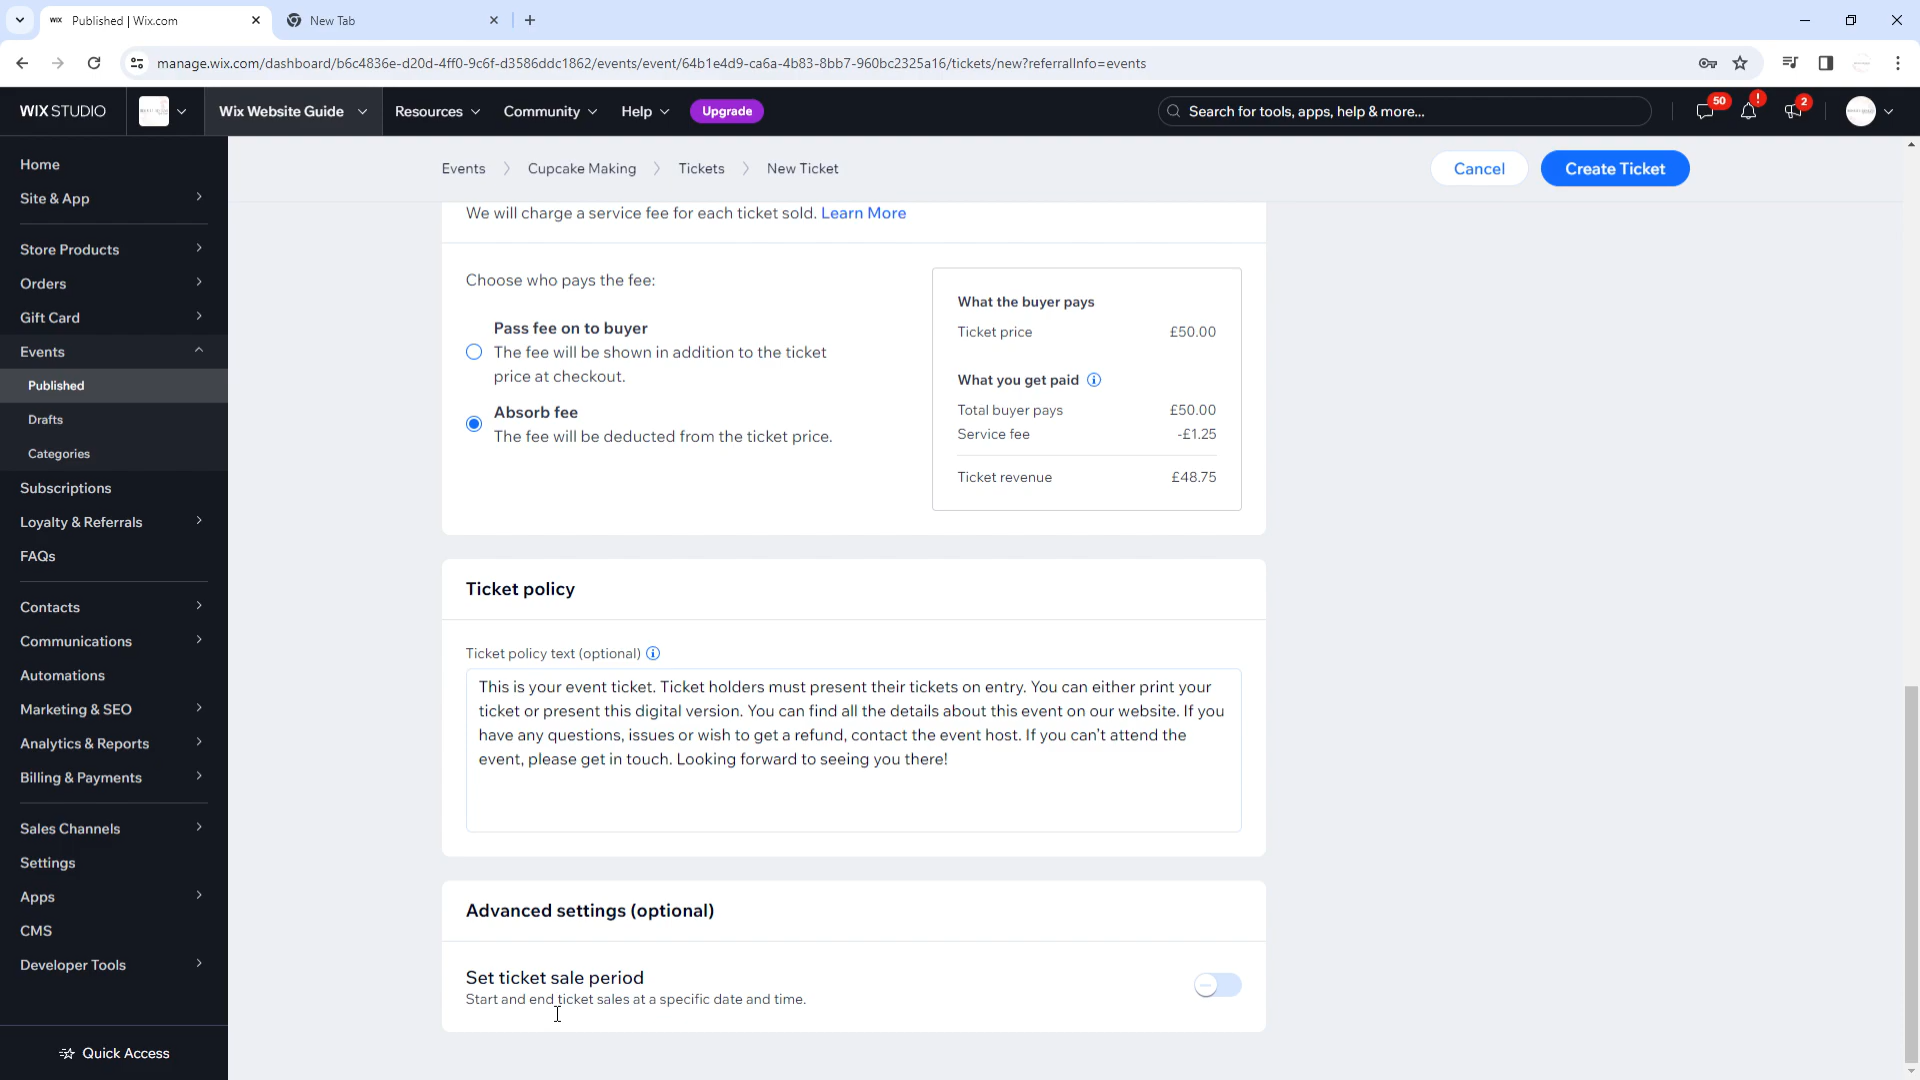 WIX Published | Wix.com
New Tab
manage.wix.com/dashboard/b6c4836e-d20d-4ff0-9c6f-d3586ddc1862/events/event/64b1e4d9-ca6a-4b83-8bb7-960bc2325a16/tickets/new?referralInfo=events
WIX STUDIO
Wix Website Guide
Resources
Community
Help
Upgrade
Search for tools, apps, help & more...
50
!
2
Home
Site & App
Store Products
Orders
Gift Card
Events
Published
Drafts
Categories
Subscriptions
Loyalty & Referrals
FAQs
Contacts
Communications
Automations
Marketing & SEO
Analytics & Reports
Billing & Payments
Sales Channels
Settings
Apps
CMS
Developer Tools
Quick Access
Events > Cupcake Making > Tickets > New Ticket
Cancel
Create Ticket
We will charge a service fee for each ticket sold. Learn More
Choose who pays the fee:
Pass fee on to buyer
The fee will be shown in addition to the ticket
price at checkout.
Absorb fee
The fee will be deducted from the ticket price.
What the buyer pays
Ticket price £50.00
What you get paid
Total buyer pays £50.00
Service fee -£1.25
Ticket revenue £48.75
Ticket policy
Ticket policy text (optional)
This is your event ticket. Ticket holders must present their tickets on entry. You can either print your
ticket or present this digital version. You can find all the details about this event on our website. If you
have any questions, issues or wish to get a refund, contact the event host. If you can't attend the
event, please get in touch. Looking forward to seeing you there!
Advanced settings (optional)
Set ticket sale period
Start and end ticket sales at a specific date and time.